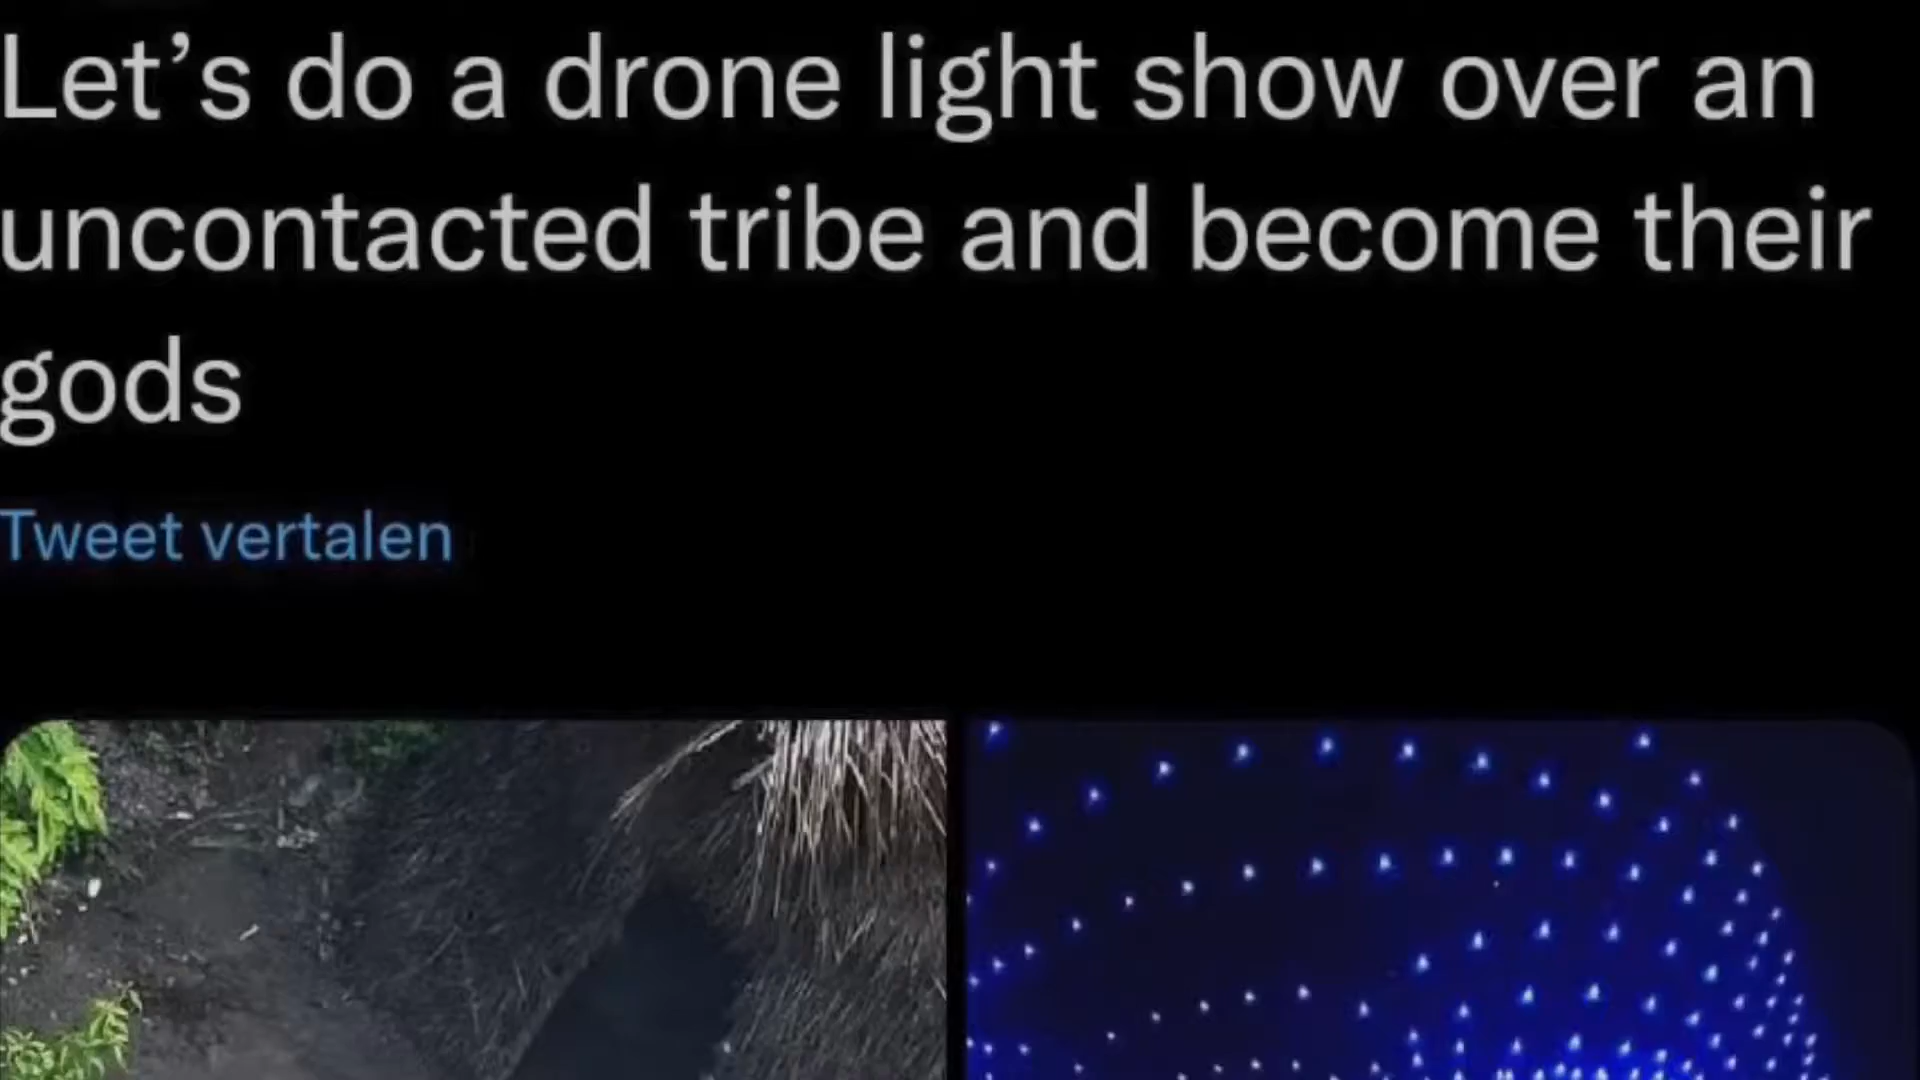 Let’s do a drone light show over an
uncontacted tribe and become their
gods
Tweet vertalen